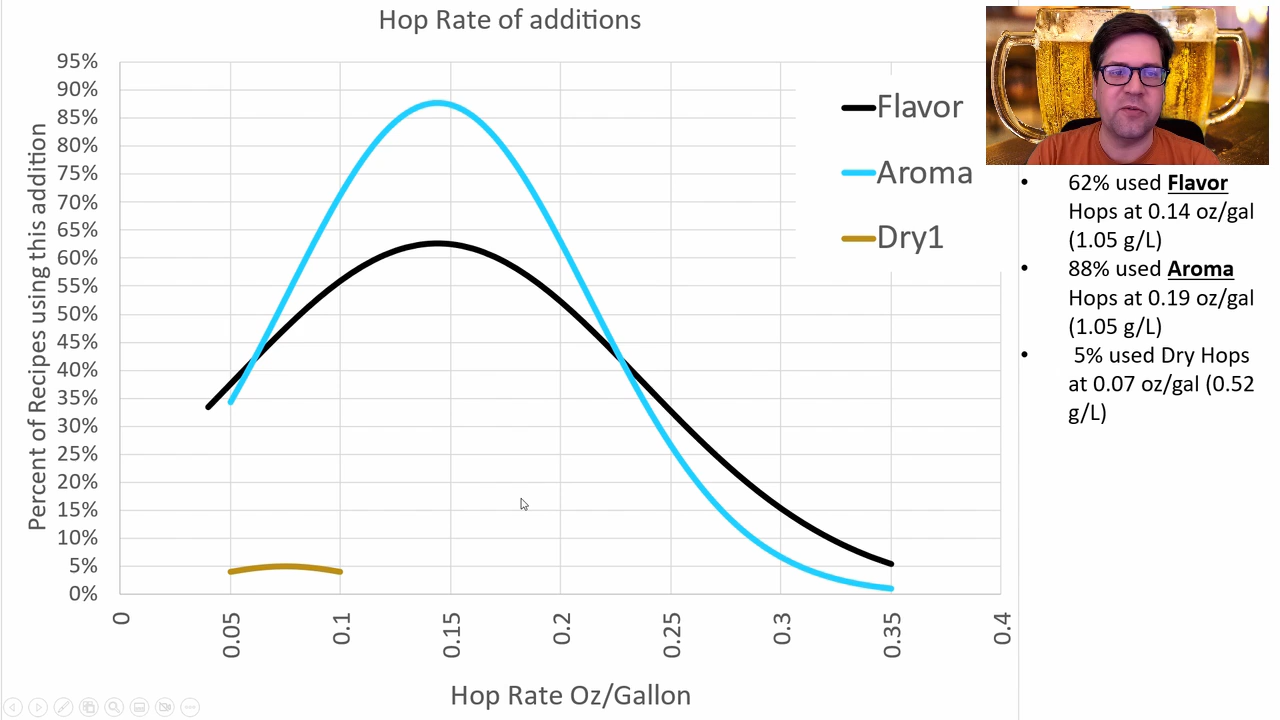 Hop Rate of additions
Percent of Recipes using this addition
95%
90%
85%
80%
75%
70%
65%
60%
55%
50%
45%
40%
35%
30%
25%
20%
15%
10%
5%
0%
0
0.05
0.1
0.15
0.2
0.25
0.3
0.35
0.4
Hop Rate Oz/Gallon
Flavor
Aroma
Dry1
• 62% used Flavor
Hops at 0.14 oz/gal
(1.05 g/L)
• 88% used Aroma
Hops at 0.19 oz/gal
(1.05 g/L)
• 5% used Dry Hops
at 0.07 oz/gal (0.52
g/L)